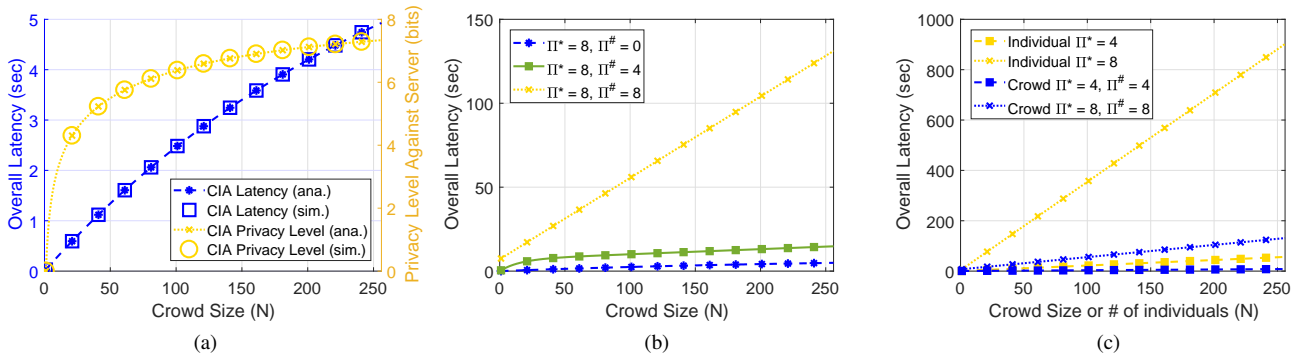 5
4
3
2
1
0
Overall Latency (sec)
8
6
4
2
0
Privacy Level Against Server (bits)
CIA Latency (ana.)
CIA Latency (sim.)
CIA Privacy Level (ana.)
CIA Privacy Level (sim.)
0 50 100 150 200 250
Crowd Size (N)
(a)
150
100
50
0
Overall Latency (sec)
Π* = 8, Π# = 0
Π* = 8, Π# = 4
Π* = 8, Π# = 8
0 50 100 150 200 250
Crowd Size (N)
(b)
1000
800
600
400
200
0
Overall Latency (sec)
Individual Π* = 4
Individual Π* = 8
Crowd Π* = 4, Π# = 4
Crowd Π* = 8, Π# = 8
0 50 100 150 200 250
Crowd Size or # of individuals (N)
(c)